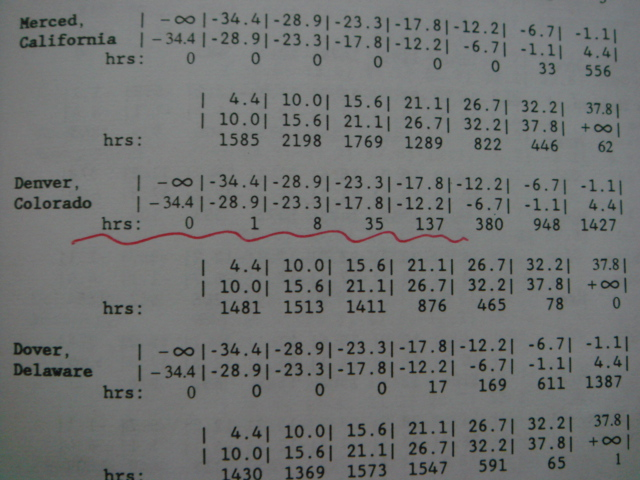 Merced, | -∞|-34.4|-28.9|-23.3|-17.8|-12.2| -6.7| -1.1|
California |-34.4|-28.9|-23.3|-17.8|-12.2| -6.7| -1.1| 4.4|
hrs: 0 0 0 0 0 0 33 556
| 4.4| 10.0| 15.6| 21.1| 26.7| 32.2| 37.8|
| 10.0| 15.6| 21.1| 26.7| 32.2| 37.8| +∞|
hrs: 1585 2198 1769 1289 822 446 62
Denver, | -∞|-34.4|-28.9|-23.3|-17.8|-12.2| -6.7| -1.1|
Colorado |-34.4|-28.9|-23.3|-17.8|-12.2| -6.7| -1.1| 4.4|
hrs: 0 1 8 35 137 380 948 1427
| 4.4| 10.0| 15.6| 21.1| 26.7| 32.2| 37.8|
| 10.0| 15.6| 21.1| 26.7| 32.2| 37.8| +∞|
hrs: 1481 1513 1411 876 465 78 0
Dover, | -∞|-34.4|-28.9|-23.3|-17.8|-12.2| -6.7| -1.1|
Delaware |-34.4|-28.9|-23.3|-17.8|-12.2| -6.7| -1.1| 4.4|
hrs: 0 0 0 0 17 169 611 1387
| 4.4| 10.0| 15.6| 21.1| 26.7| 32.2| 37.8|
| 10.0| 15.6| 21.1| 26.7| 32.2| 37.8| +∞|
hrs: 1430 1369 1573 1547 591 65 1